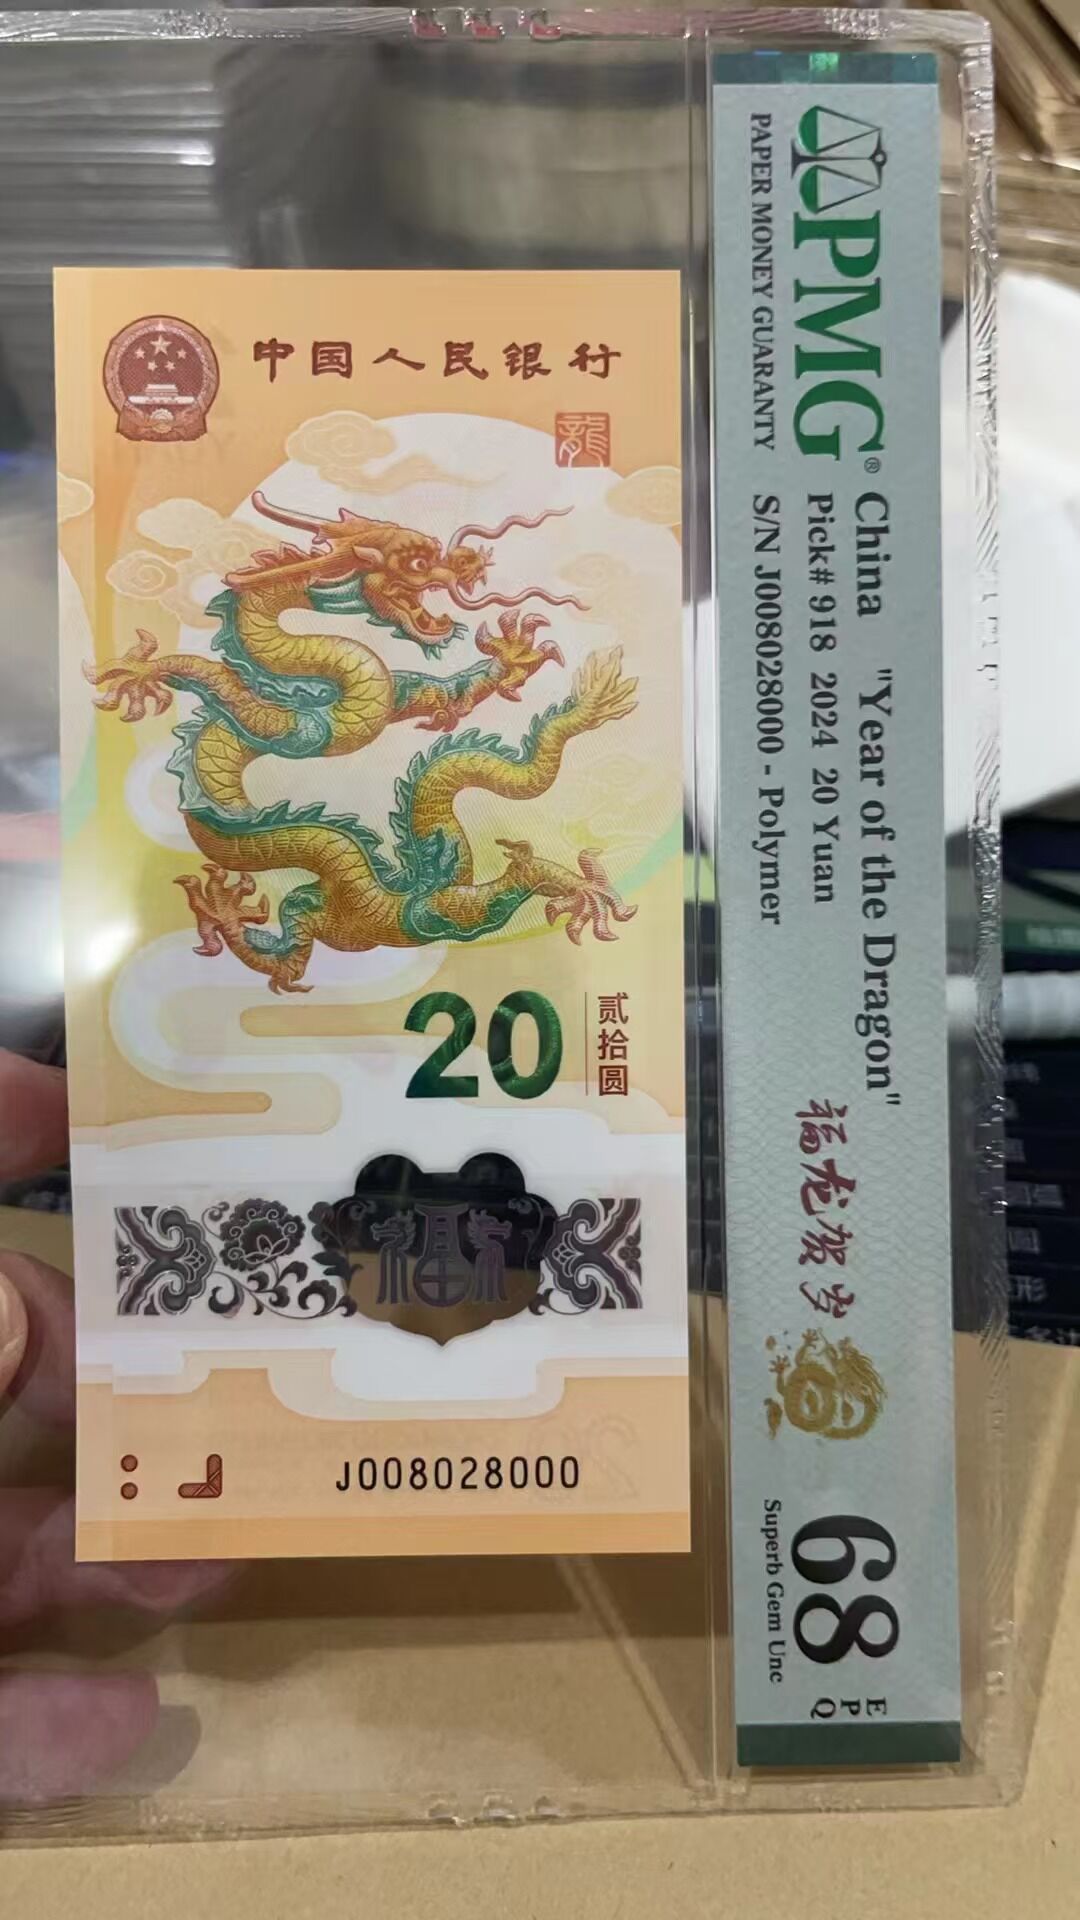 中国人民银行
龍
20
贰拾圆
福
J008028000
PMG®
PAPER MONEY GUARANTY
China "Year of the Dragon"
Pick# 918 2024 20 Yuan
S/N J008028000 - Polymer
福龙贺岁
68
EPQ
Superb Gem Unc